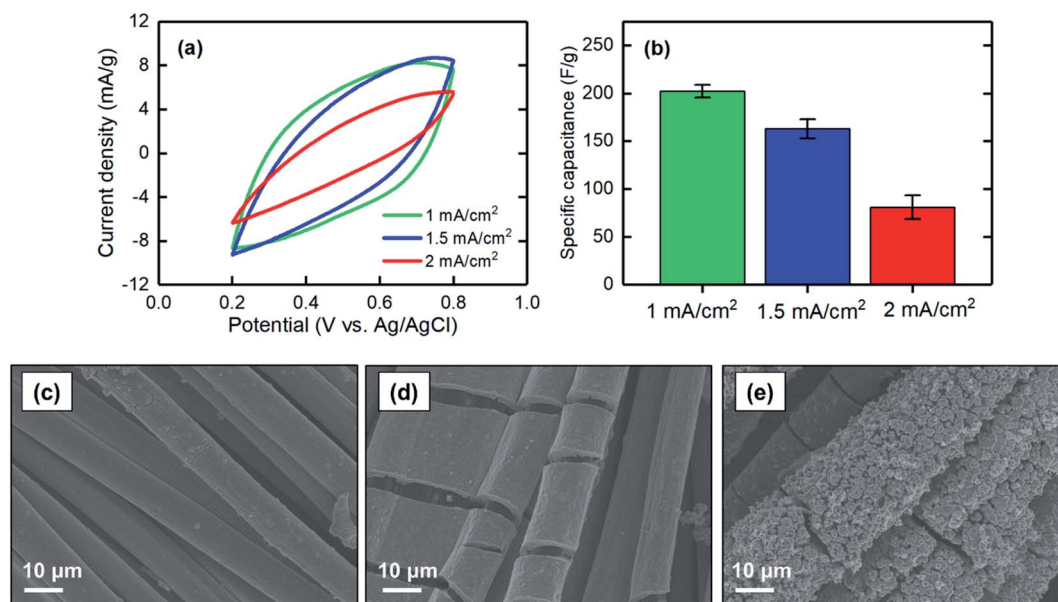 (a)
12
8
4
0
-4
-8
-12
Current density (mA/g)
1 mA/cm²
1.5 mA/cm²
2 mA/cm²
0.0 0.2 0.4 0.6 0.8 1.0
Potential (V vs. Ag/AgCl)
(b)
250
200
150
100
50
0
Specific capacitance (F/g)
1 mA/cm² 1.5 mA/cm² 2 mA/cm²
(c)
10 μm
(d)
10 μm
(e)
10 μm